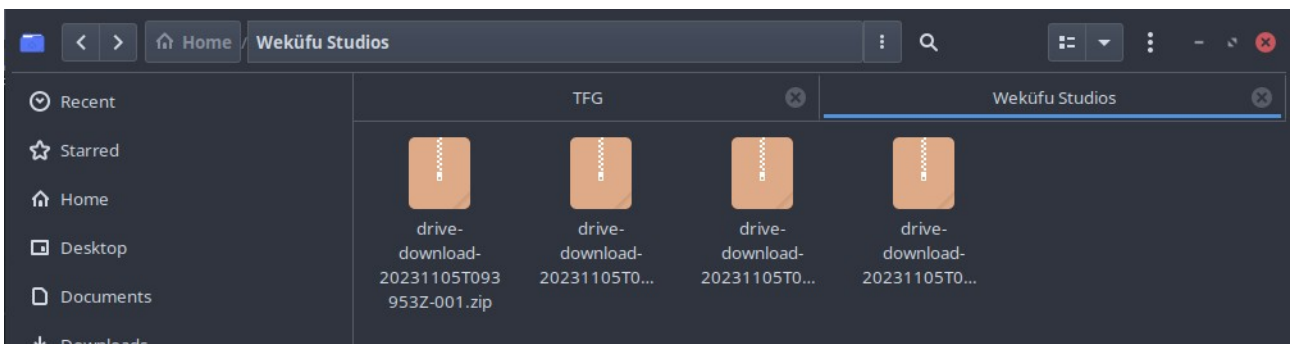 Home / Weküfu Studios
Recent
Starred
Home
Desktop
Documents
Downloads
TFG
Weküfu Studios
drive-
download-
20231105T093
953Z-001.zip
drive-
download-
20231105T0...
drive-
download-
20231105T0...
drive-
download-
20231105T0...